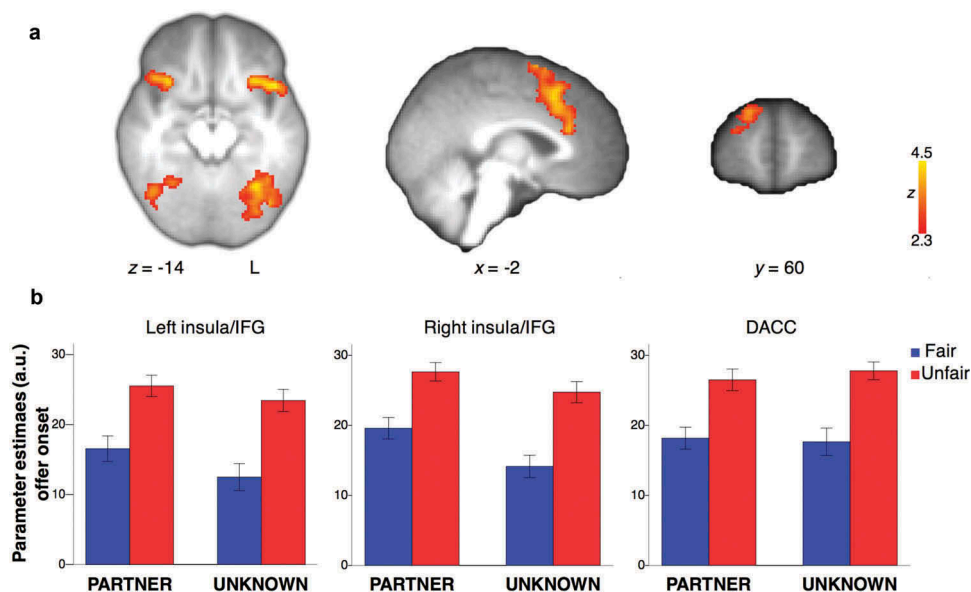 a
4.5
z
2.3
z = -14 L x = -2 y = 60
b
Left insula/IFG Right insula/IFG DACC
Fair
Unfair
Parameter estimaes (a.u.)
offer onset
30 30 30
20 20 20
10 10 10
0 0 0
PARTNER UNKNOWN PARTNER UNKNOWN PARTNER UNKNOWN